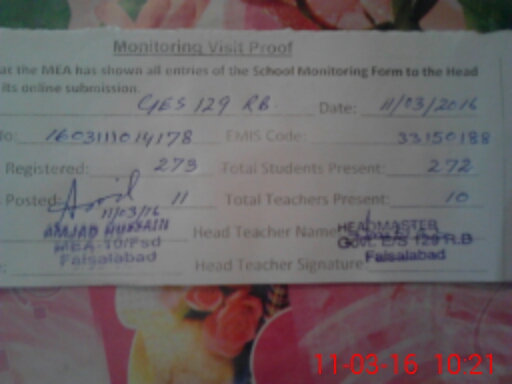 Monitoring Visit Proof
at the MEA has shown all entries of the School Monitoring Form to the Head
its online submission.
GES 129 RB Date: 11/03/2016
No: 1603111014178 EMIS Code: 33150188
Registered: 273 Total Students Present: 272
Posted: 11 Total Teachers Present: 10
11/03/16
AMJAD HUSSAIN Head Teacher Name: HEADMASTER
MEA-10/Fsd Govt. E/S 129 R.B
Faisalabad Head Teacher Signature: Faisalabad
11-03-16 10:21